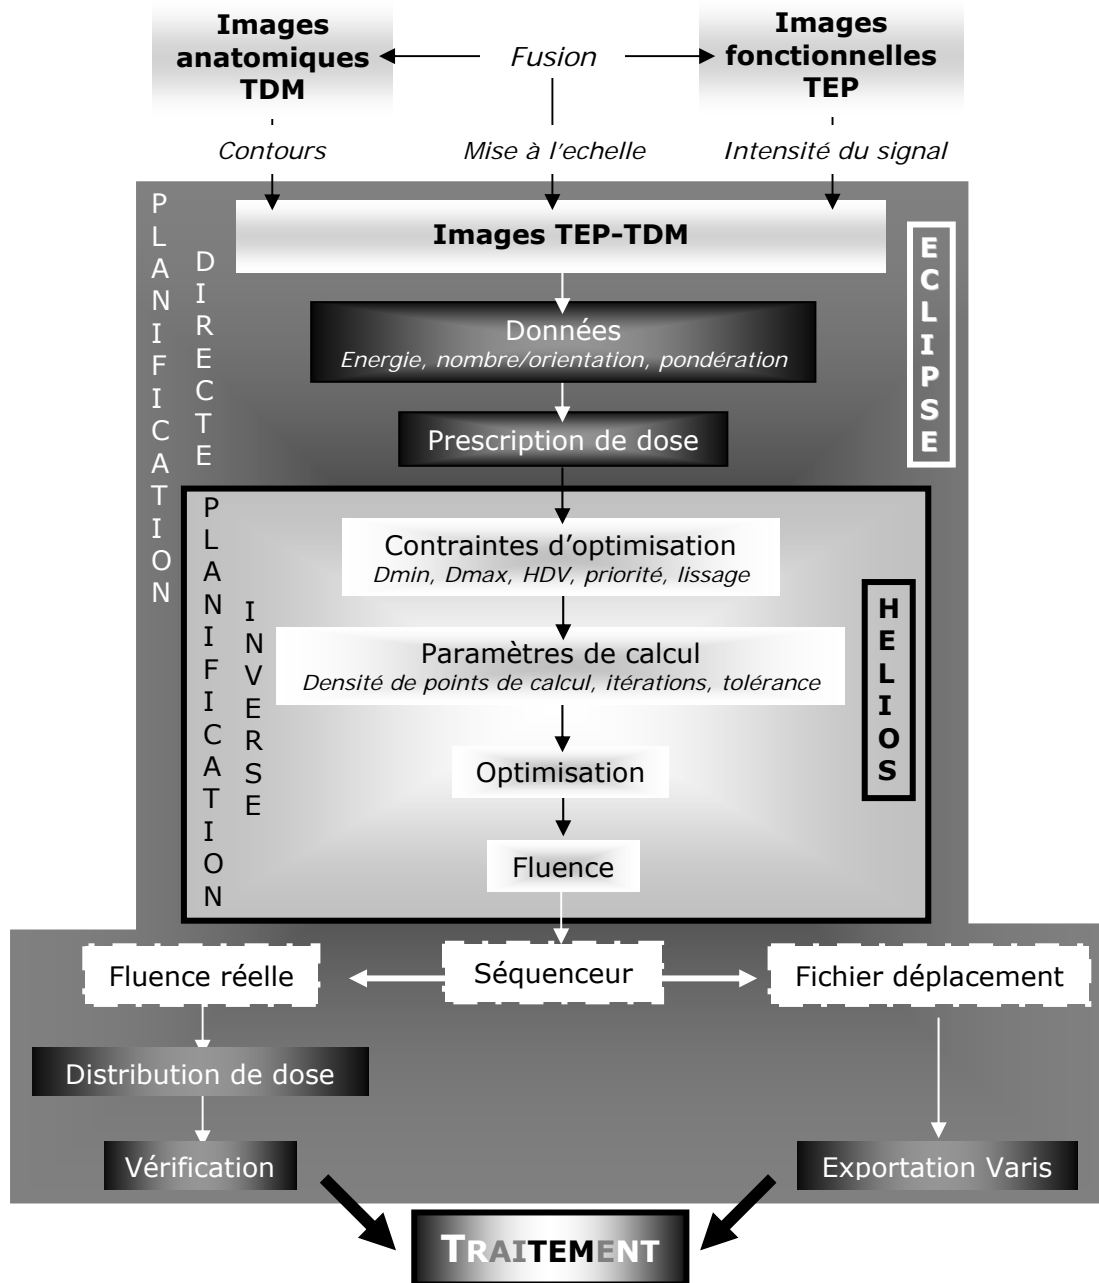 Images
anatomiques
TDM
Fusion
Images
fonctionnelles
TEP
Contours
Mise à l'echelle
Intensité du signal
PLANIFICATION
DIRECTE
ECLIPSE
Images TEP-TDM
Données
Energie, nombre/orientation, pondération
Prescription de dose
PLANIFICATION
INVERSE
HELIOS
Contraintes d'optimisation
Dmin, Dmax, HDV, priorité, lissage
Paramètres de calcul
Densité de points de calcul, itérations, tolérance
Optimisation
Fluence
Fluence réelle
Séquenceur
Fichier déplacement
Distribution de dose
Vérification
Exportation Varis
TRAITEMENT